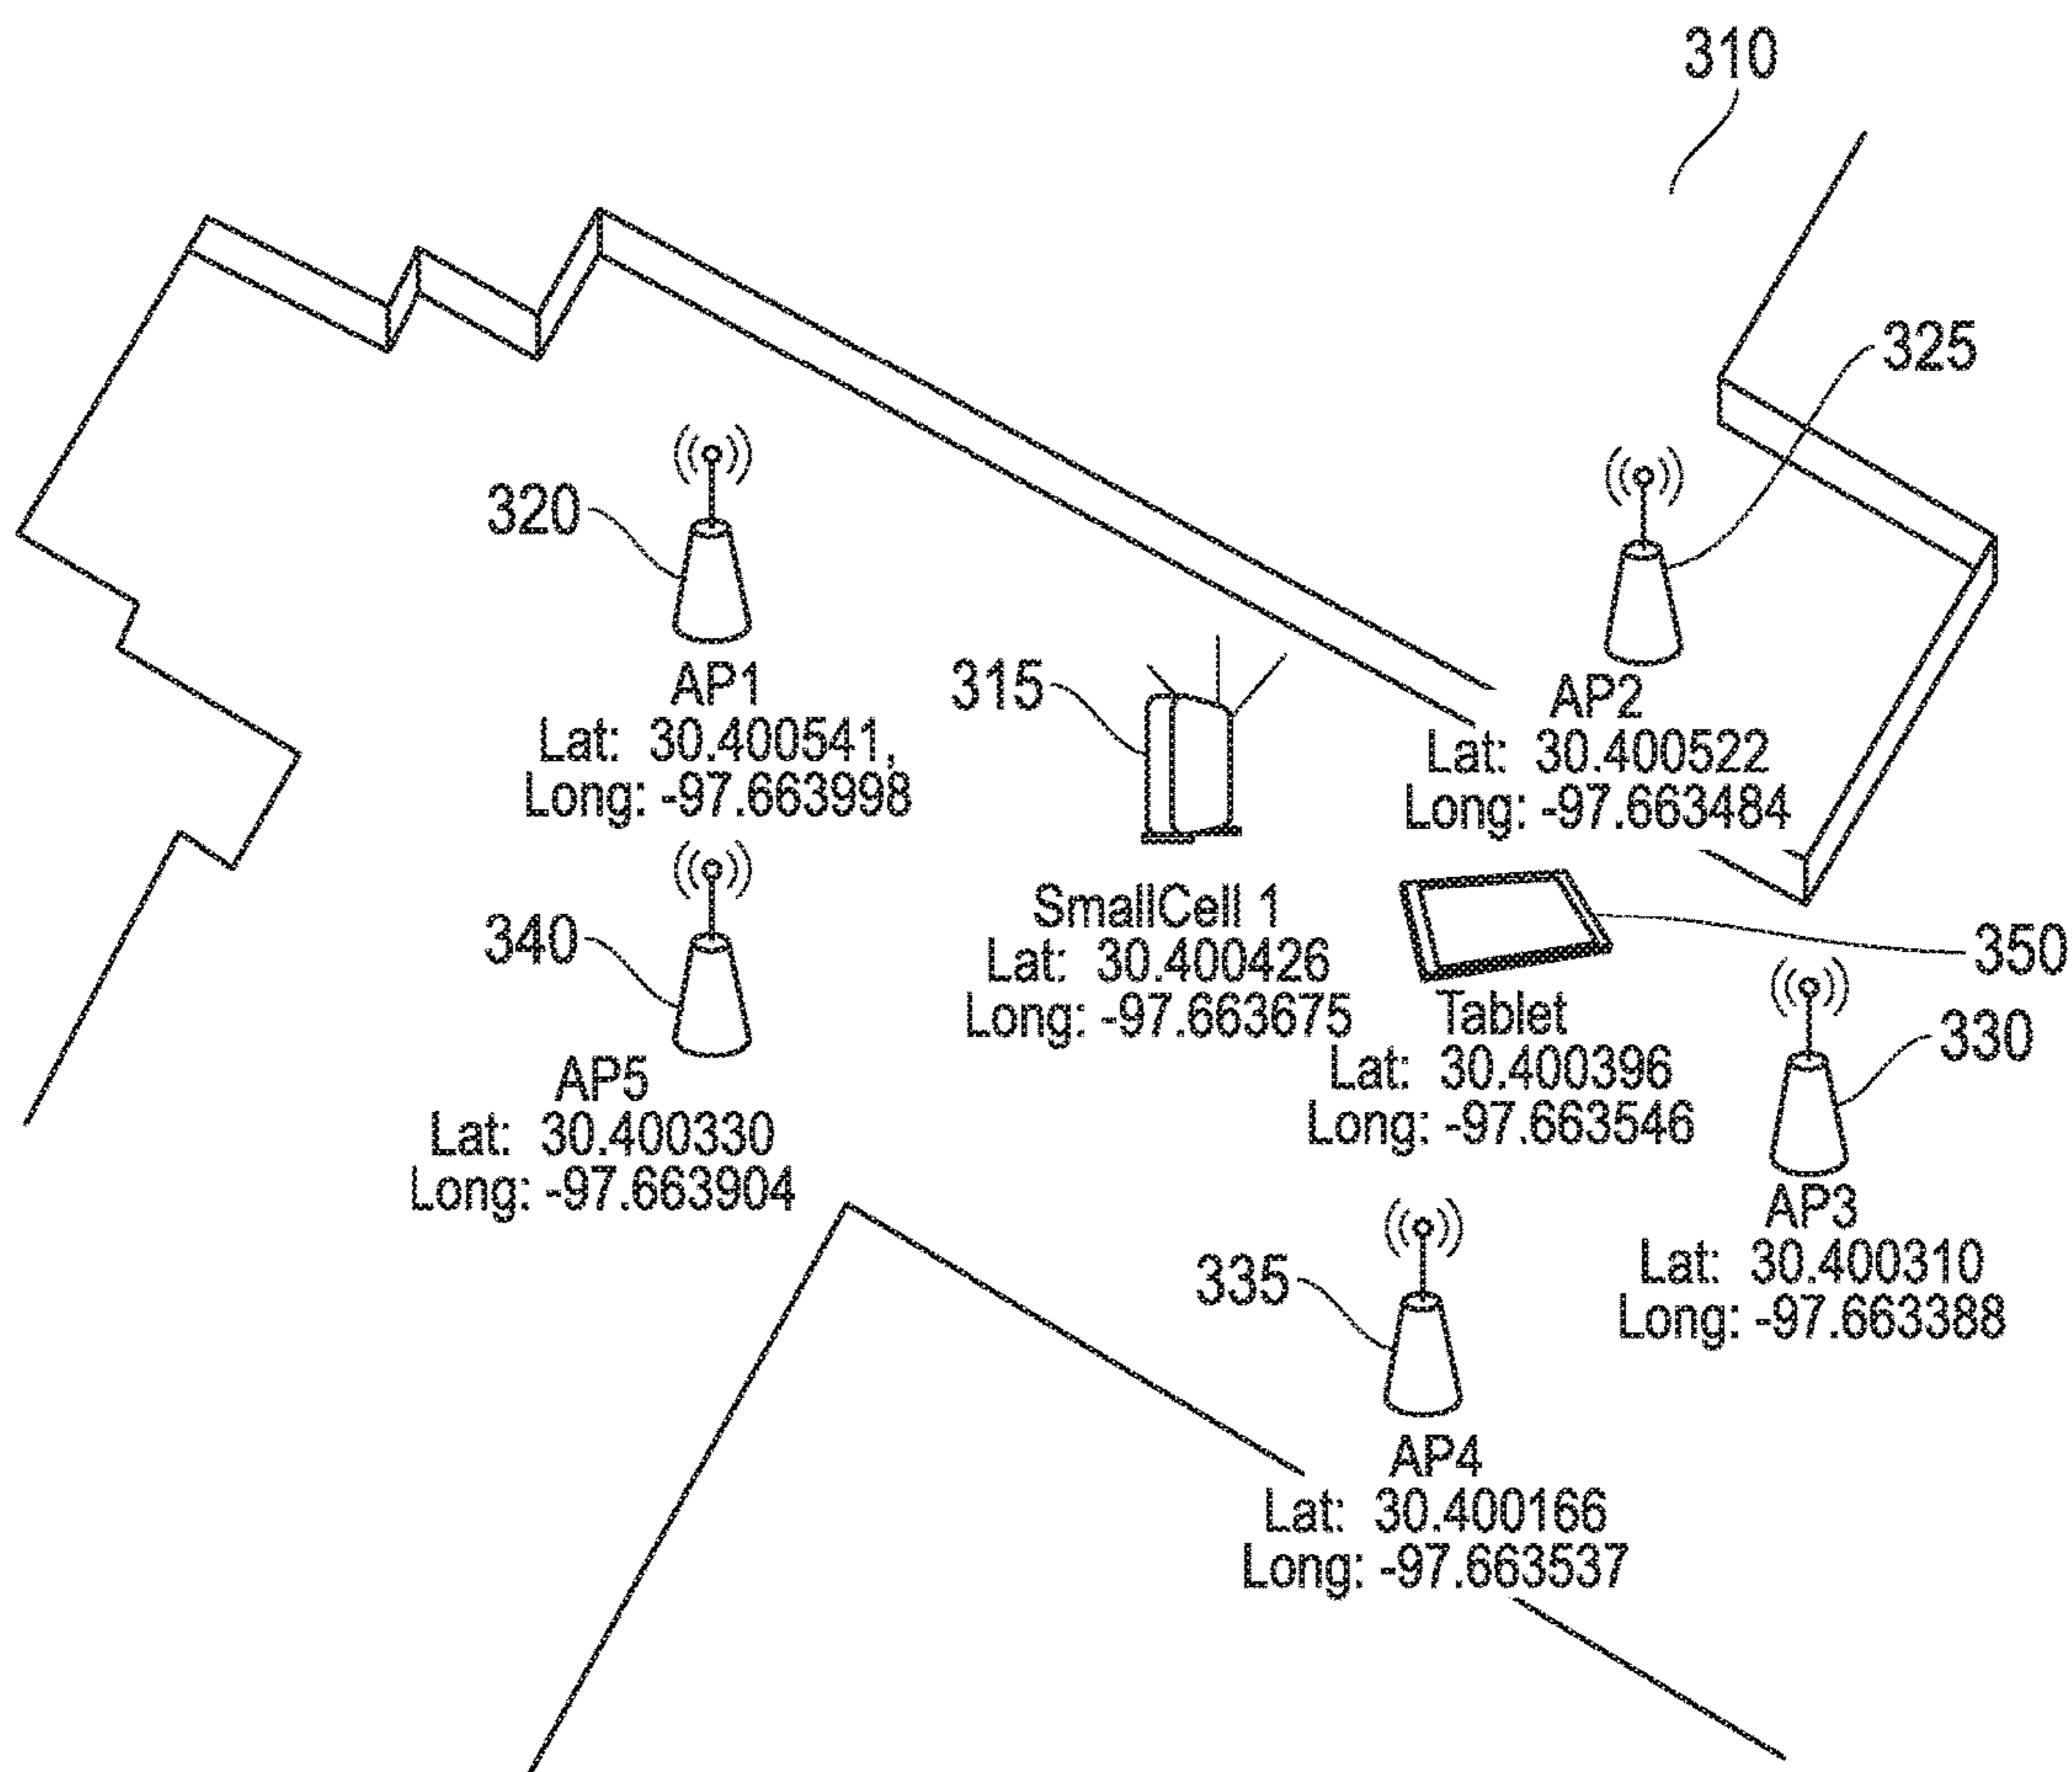 310
325
320
AP1
Lat: 30.400541,
Long: -97.663998
315
AP2
Lat: 30.400522
Long: -97.663484
340
SmallCell 1
Lat: 30.400426
Long: -97.663675
350
Tablet
Lat: 30.400396
Long: -97.663546
330
AP5
Lat: 30.400330
Long: -97.663904
AP3
Lat: 30.400310
Long: -97.663388
335
AP4
Lat: 30.400166
Long: -97.663537